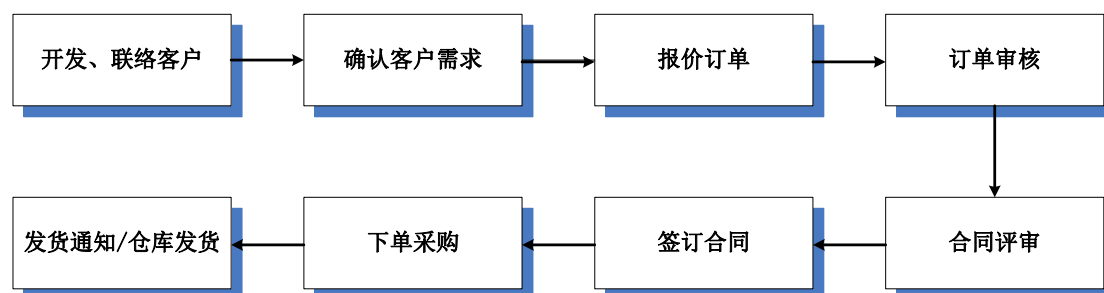 开发、联络客户
确认客户需求
报价订单
订单审核
合同评审
签订合同
下单采购
发货通知/仓库发货